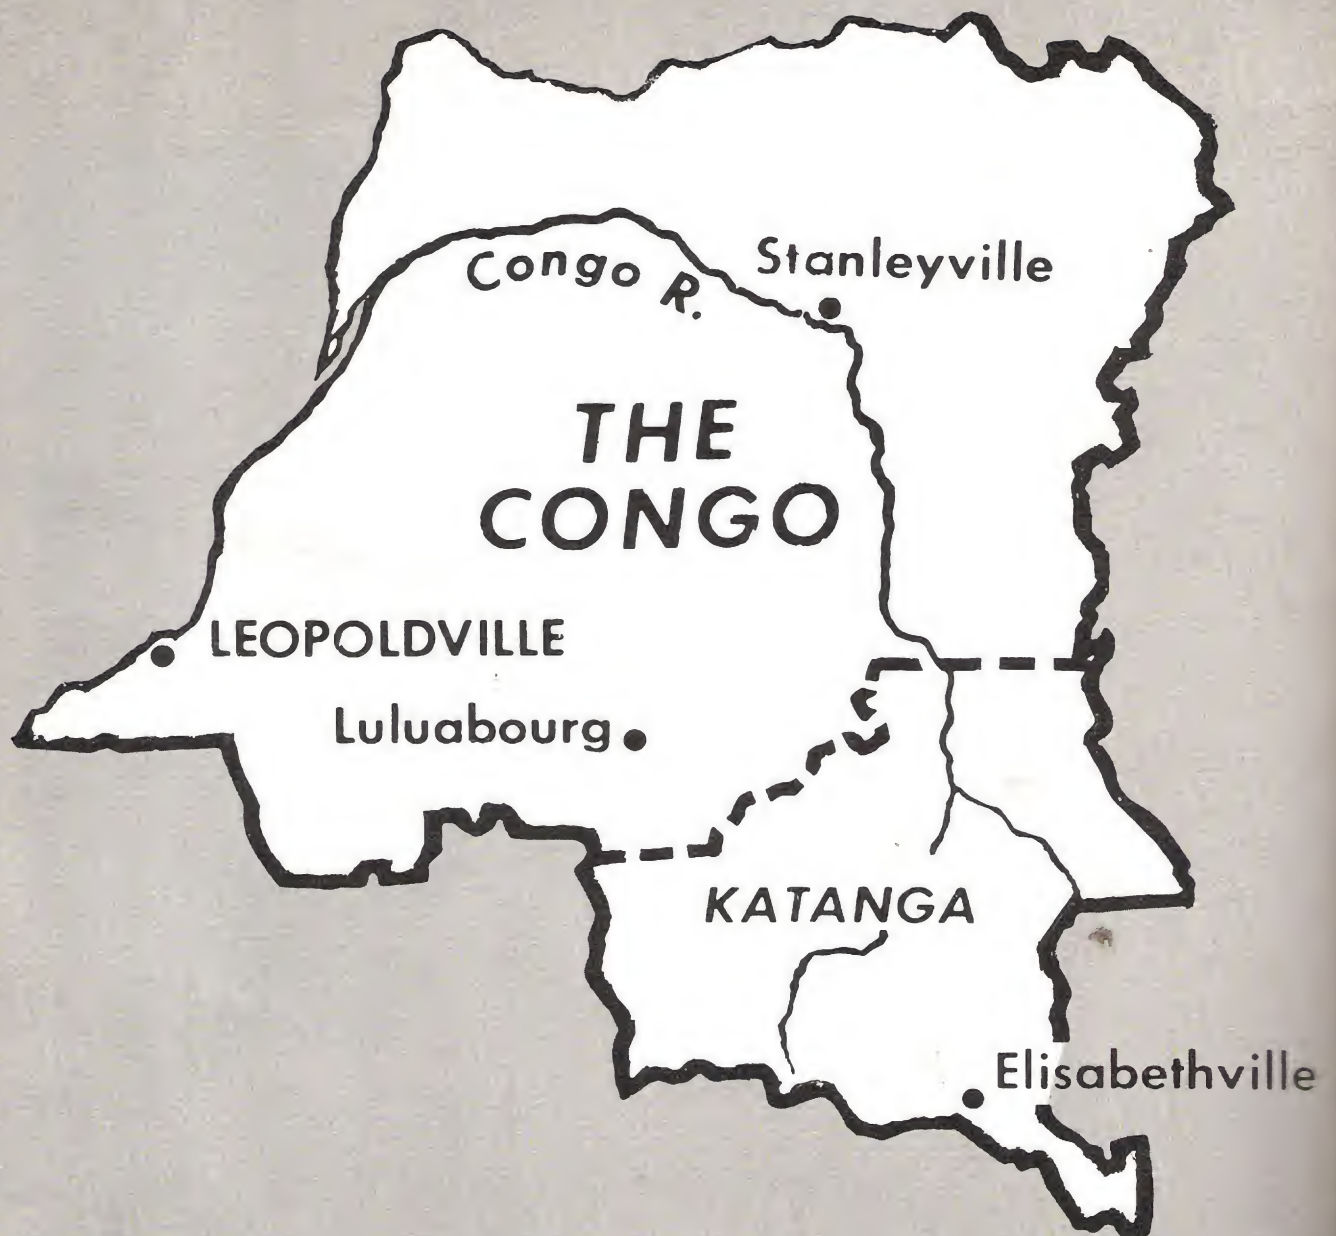 Stanleyville
Congo R.
THE
CONGO
LEOPOLDVILLE
Luluabourg
KATANGA
Elisabethville